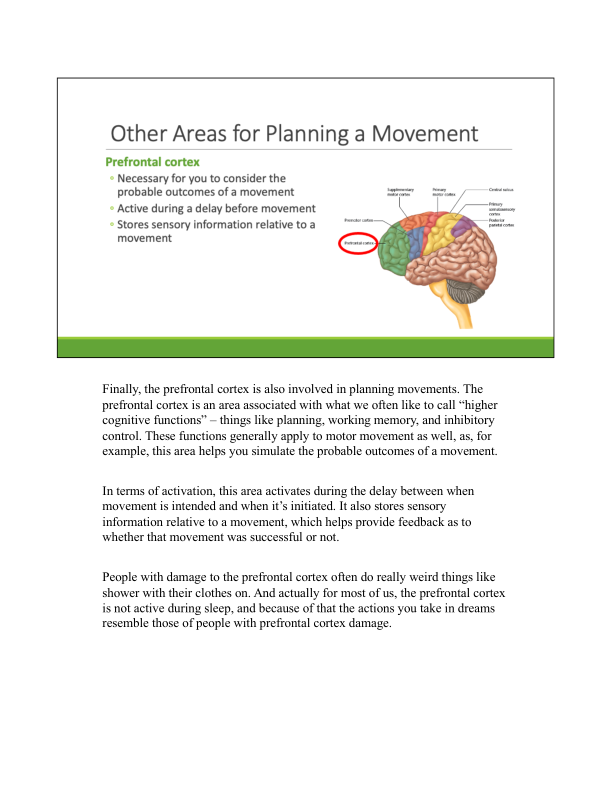 Other Areas for Planning a Movement
Prefrontal cortex
• Necessary for you to consider the
probable outcomes of a movement
• Active during a delay before movement
• Stores sensory information relative to a
movement
Supplementary
motor cortex
Primary
motor cortex
Central sulcus
Primary
somatosensory
cortex
Posterior
parietal cortex
Premotor cortex
Prefrontal cortex
Finally, the prefrontal cortex is also involved in planning movements. The
prefrontal cortex is an area associated with what we often like to call “higher
cognitive functions” – things like planning, working memory, and inhibitory
control. These functions generally apply to motor movement as well, as, for
example, this area helps you simulate the probable outcomes of a movement.
In terms of activation, this area activates during the delay between when
movement is intended and when it’s initiated. It also stores sensory
information relative to a movement, which helps provide feedback as to
whether that movement was successful or not.
People with damage to the prefrontal cortex often do really weird things like
shower with their clothes on. And actually for most of us, the prefrontal cortex
is not active during sleep, and because of that the actions you take in dreams
resemble those of people with prefrontal cortex damage.